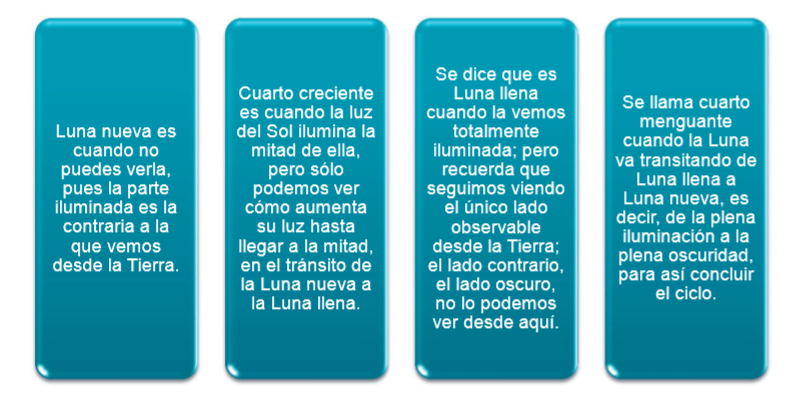 Luna nueva es
cuando no
puedes verla,
pues la parte
iluminada es la
contraria a la
que vemos
desde la Tierra.
Cuarto creciente
es cuando la luz
del Sol ilumina la
mitad de ella,
pero sólo
podemos ver
cómo aumenta
su luz hasta
llegar a la mitad,
en el tránsito de
la Luna nueva a
la Luna llena.
Se dice que es
Luna llena
cuando la vemos
totalmente
iluminada; pero
recuerda que
seguimos viendo
el único lado
observable
desde la Tierra;
el lado contrario,
el lado oscuro,
no lo podemos
ver desde aquí.
Se llama cuarto
menguante
cuando la Luna
va transitando de
Luna llena a
Luna nueva, es
decir, de la plena
iluminación a la
plena oscuridad,
para así concluir
el ciclo.